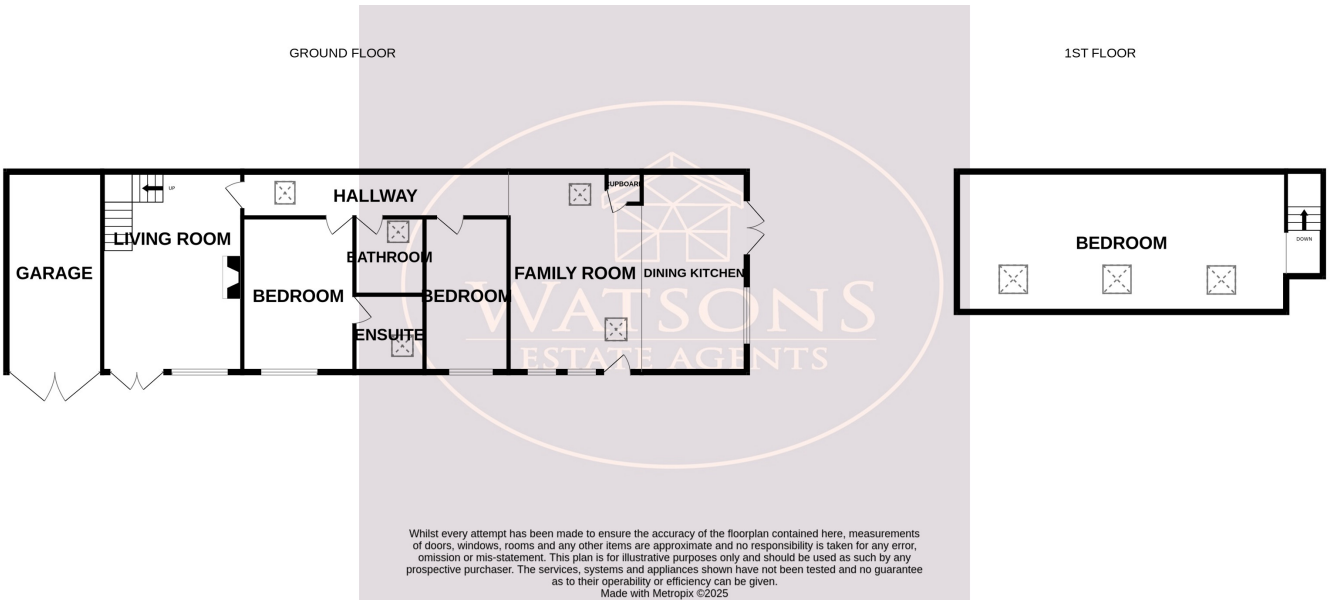 GROUND FLOOR
1ST FLOOR
UP
HALLWAY
CUPBOARD
LIVING ROOM
GARAGE
BATHROOM
BEDROOM
BEDROOM
ENSUITE
FAMILY ROOM
DINING KITCHEN
BEDROOM
DOWN
WATSONS
ESTATE AGENTS
Whilst every attempt has been made to ensure the accuracy of the floorplan contained here, measurements
of doors, windows, rooms and any other items are approximate and no responsibility is taken for any error,
omission or mis-statement. This plan is for illustrative purposes only and should be used as such by any
prospective purchaser. The services, systems and appliances shown have not been tested and no guarantee
as to their operability or efficiency can be given.
Made with Metropix ©2025